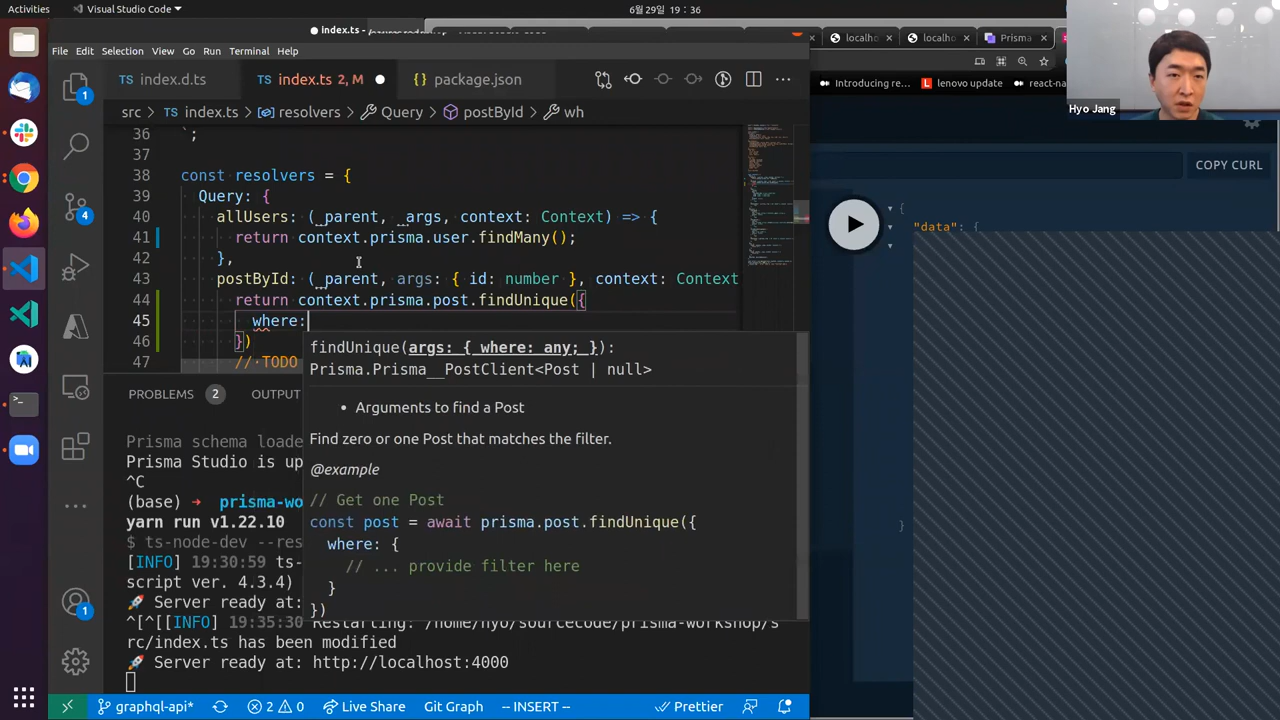 Activities
Visual Studio Code
6월 29일 19 : 36
index.ts -
File Edit Selection View Go Run Terminal Help
localho
localho
Prisma
TS index.d.ts
TS index.ts 2, M
package.json
Introducing re...
lenovo update
react-na
Hyo Jang
src > TS index.ts > resolvers > Query > postById > wh
COPY CURL
36 `;
37
38 const resolvers = {
39 Query: {
40 allUsers: (_parent, _args, context: Context) => {
41 return context.prisma.user.findMany();
42 },
43 postById: (_parent, args: { id: number }, context: Context
44 return context.prisma.post.findUnique({
45 where:
46 })
47 // TODO
{
"data": {
}
findUnique(args: { where: any; }):
Prisma.Prisma__PostClient<Post | null>
• Arguments to find a Post
Find zero or one Post that matches the filter.
@example
// Get one Post
const post = await prisma.post.findUnique({
where: {
// ... provide filter here
}
})
PROBLEMS 2 OUTPUT
Prisma schema loade
Prisma Studio is up
^C
(base) → prisma-wo
yarn run v1.22.10
$ ts-node-dev --res
[INFO] 19:30:59 ts-
script ver. 4.3.4)
🚀 Server ready at:
^[^[[INFO] 19:35:30 Restarting: /home/hyo/sourcecode/prisma-workshop/s
rc/index.ts has been modified
🚀 Server ready at: http://localhost:4000
1
4
1
graphql-api* 2 0 Live Share Git Graph -- INSERT -- Prettier